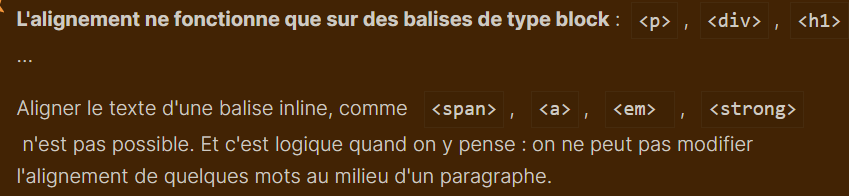 L'alignement ne fonctionne que sur des balises de type block : <p> , <div> , <h1>
...
Aligner le texte d'une balise inline, comme <span> , <a> , <em> , <strong>
n'est pas possible. Et c'est logique quand on y pense : on ne peut pas modifier
l'alignement de quelques mots au milieu d'un paragraphe.